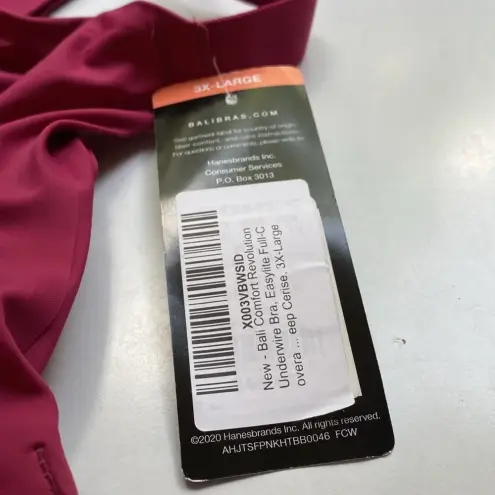 3X-LARGE
BALIBRAS.COM
See garment label for country of origin,
fiber content, and care instructions.
For questions or comments, please write to:
Hanesbrands Inc.
Consumer Services
P.O. Box 3013
X003VBWSID
New - Bali Comfort Revolution
Underwire Bra, Easylite Full-C
overa ... eep Cerise, 3X-Large
©2020 Hanesbrands Inc. All rights reserved.
AHJTSFPNKHTBB0046 FCW